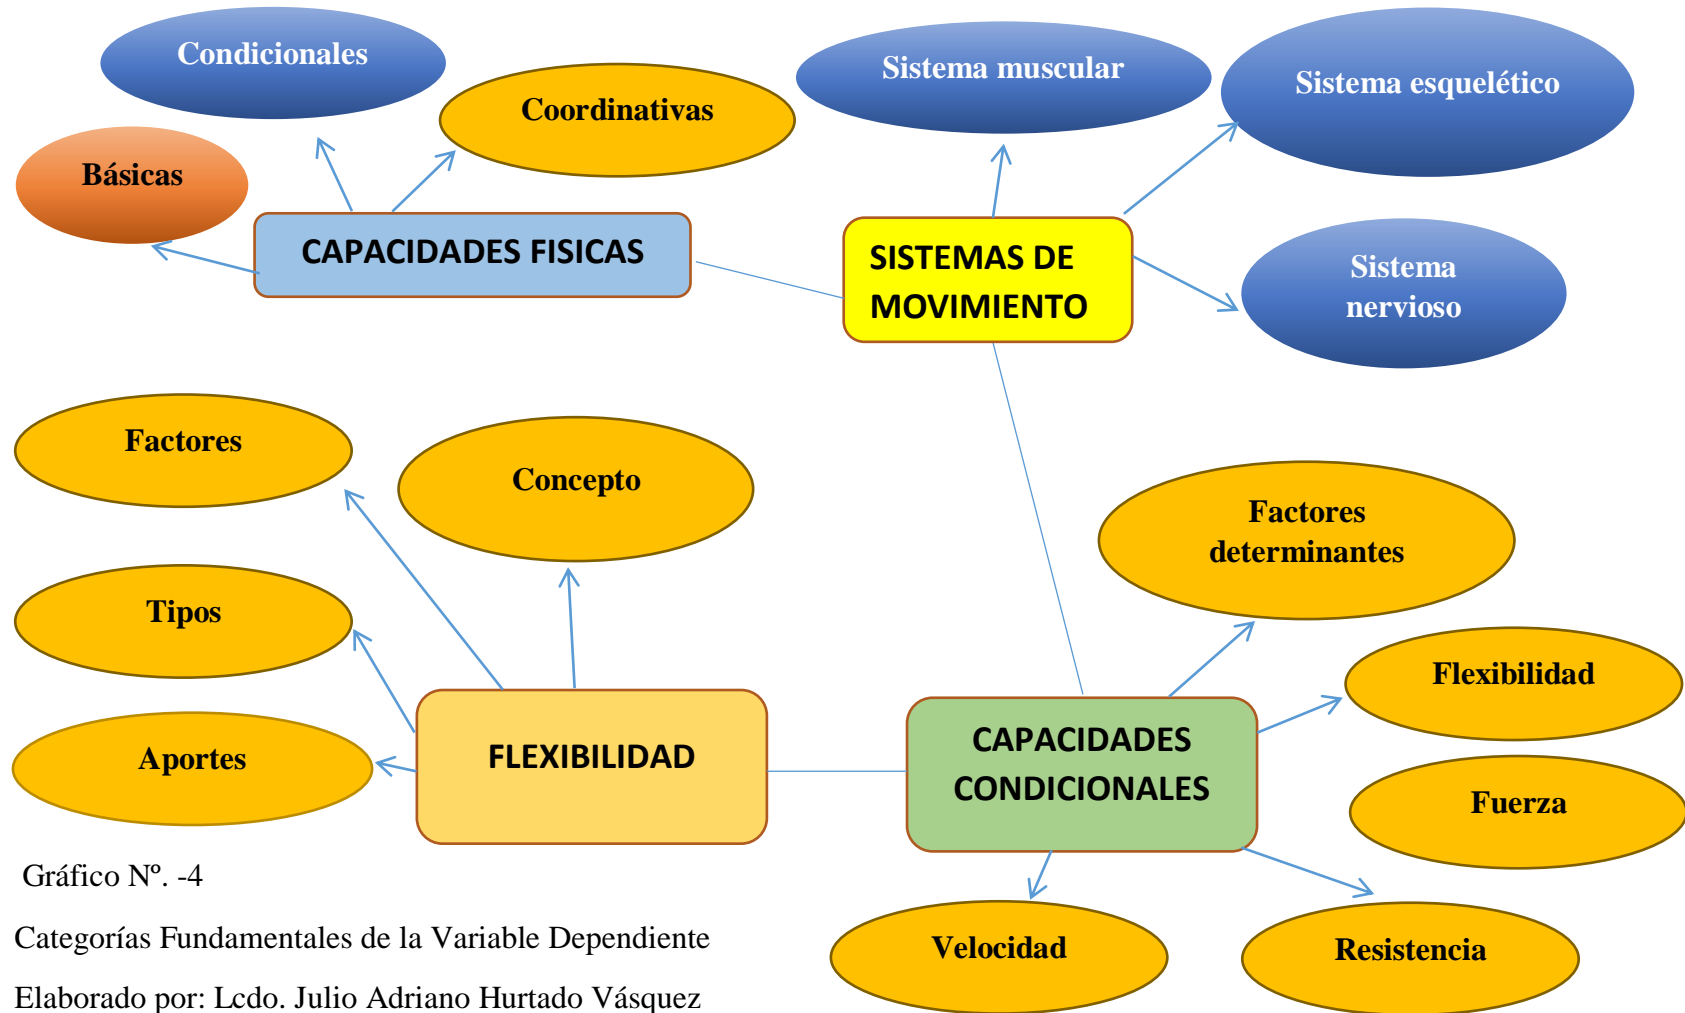 Condicionales
Coordinativas
Básicas
CAPACIDADES FISICAS
Sistema muscular
Sistema esquelético
SISTEMAS DE
MOVIMIENTO
Sistema
nervioso
Factores
Concepto
Tipos
Aportes
FLEXIBILIDAD
Factores
determinantes
Flexibilidad
CAPACIDADES
CONDICIONALES
Fuerza
Velocidad
Resistencia
Gráfico Nº. -4
Categorías Fundamentales de la Variable Dependiente
Elaborado por: Lcdo. Julio Adriano Hurtado Vásquez